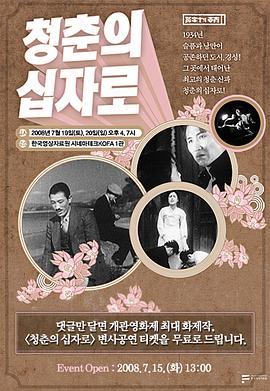 청춘의
십자로
1934년
슬픔과 낭만이
공존하던 도시, 경성!
그곳에서 태어난
최고의 청춘신과
청춘의 십자로!
2008년 7월 19일(토), 20일(일) 오후 4, 7시
한국영상자료원 시네마테크KOFA 1관
댓글만 달면 개관영화제 최대 화제작,
<청춘의 십자로> 변사공연 티켓을 무료로 드립니다.
Event Open : 2008.7.15.(화) 13:00